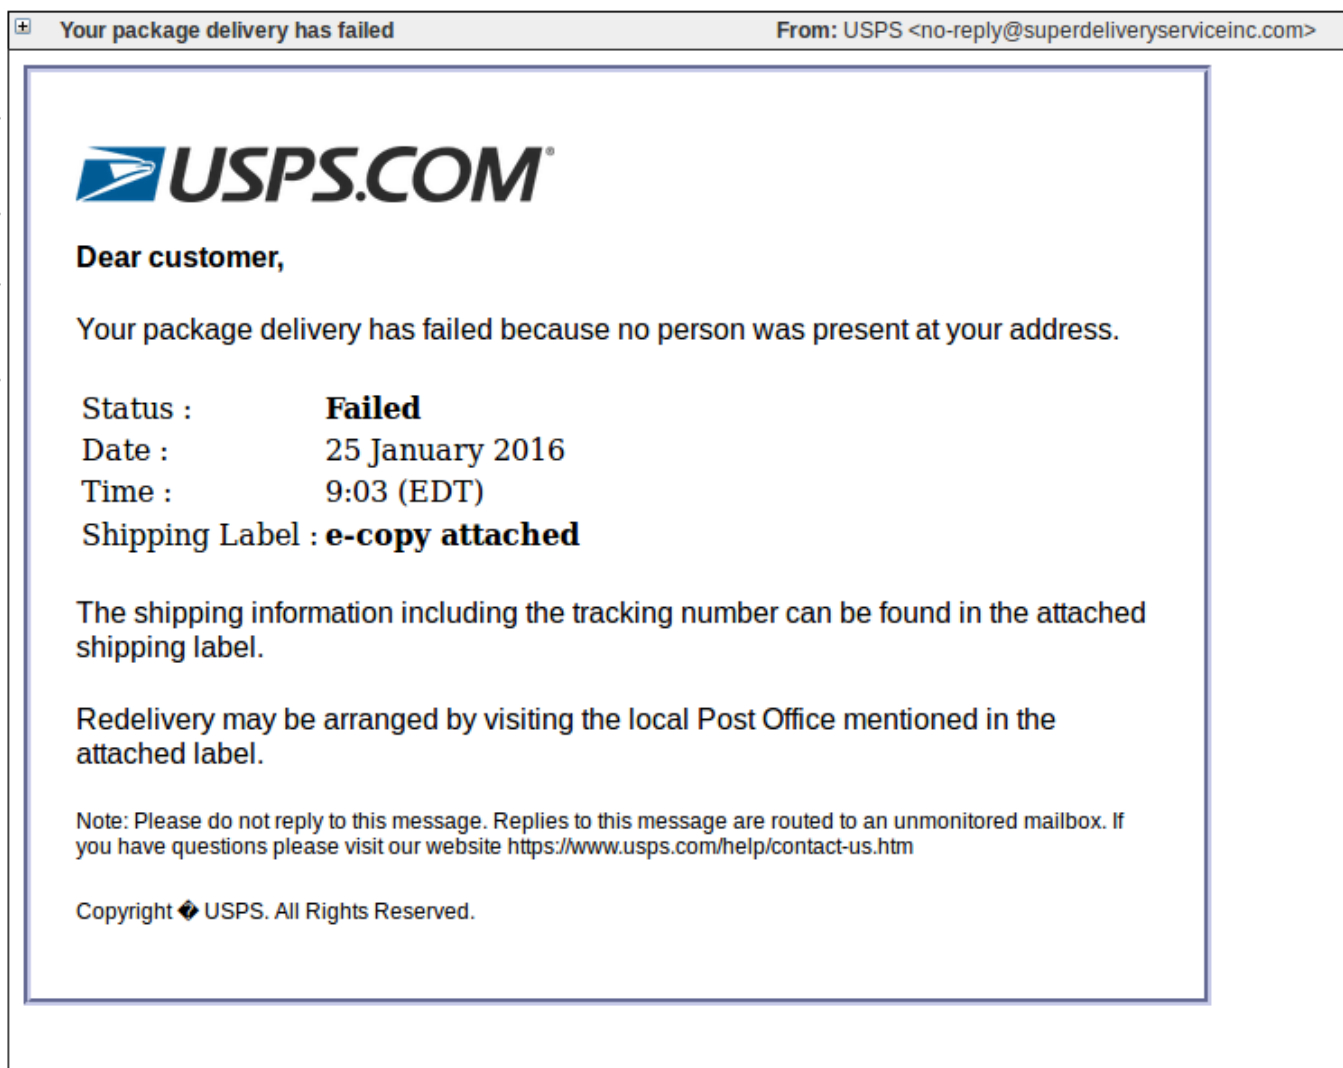 Your package delivery has failed From: USPS <no-reply@superdeliveryserviceinc.com>
USPS.COM®
Dear customer,
Your package delivery has failed because no person was present at your address.
Status : Failed
Date : 25 January 2016
Time : 9:03 (EDT)
Shipping Label : e-copy attached
The shipping information including the tracking number can be found in the attached
shipping label.
Redelivery may be arranged by visiting the local Post Office mentioned in the
attached label.
Note: Please do not reply to this message. Replies to this message are routed to an unmonitored mailbox. If
you have questions please visit our website https://www.usps.com/help/contact-us.htm
Copyright � USPS. All Rights Reserved.